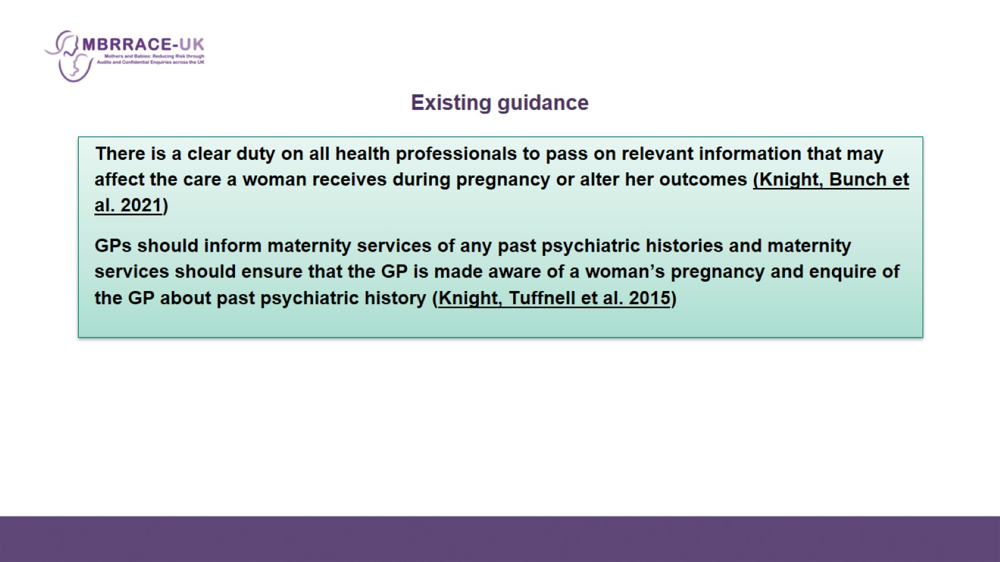 MBRRACE-UK
Mothers and Babies: Reducing Risk through
Audits and Confidential Enquiries across the UK
Existing guidance
There is a clear duty on all health professionals to pass on relevant information that may
affect the care a woman receives during pregnancy or alter her outcomes (Knight, Bunch et
al. 2021)
GPs should inform maternity services of any past psychiatric histories and maternity
services should ensure that the GP is made aware of a woman’s pregnancy and enquire of
the GP about past psychiatric history (Knight, Tuffnell et al. 2015)